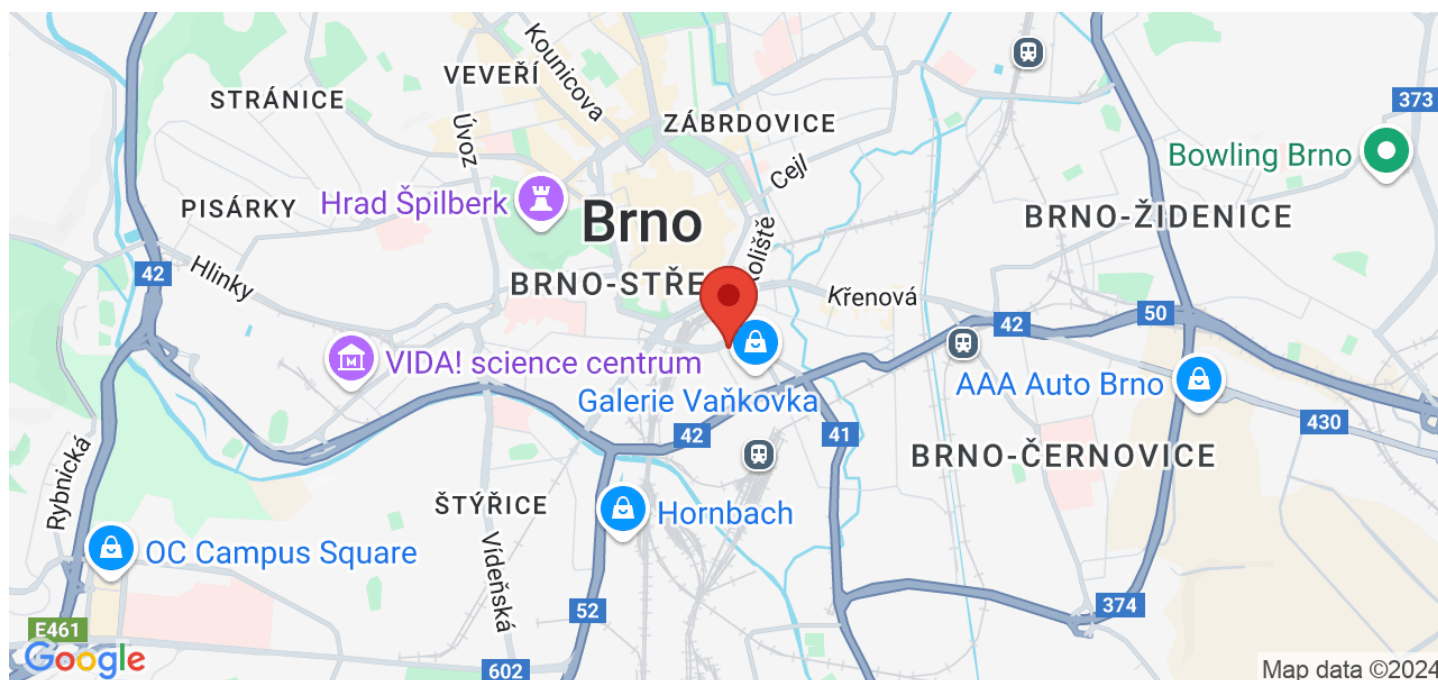 VEVEŘÍ
Kounicova
STRÁNICE
Úvoz
ZÁBRDOVICE
373
Cejl
Bowling Brno
Hrad Špilberk
PISÁRKY
Brno
BRNO-ŽIDENICE
Koliště
42
Hlinky
BRNO-STŘE
Křenová
50
42
VIDA! science centrum
AAA Auto Brno
Galerie Vaňkovka
430
42
41
Rybnická
BRNO-ČERNOVICE
ŠTÝŘICE
Hornbach
OC Campus Square
Vídeňská
52
374
E461
Google
602
Map data ©2024